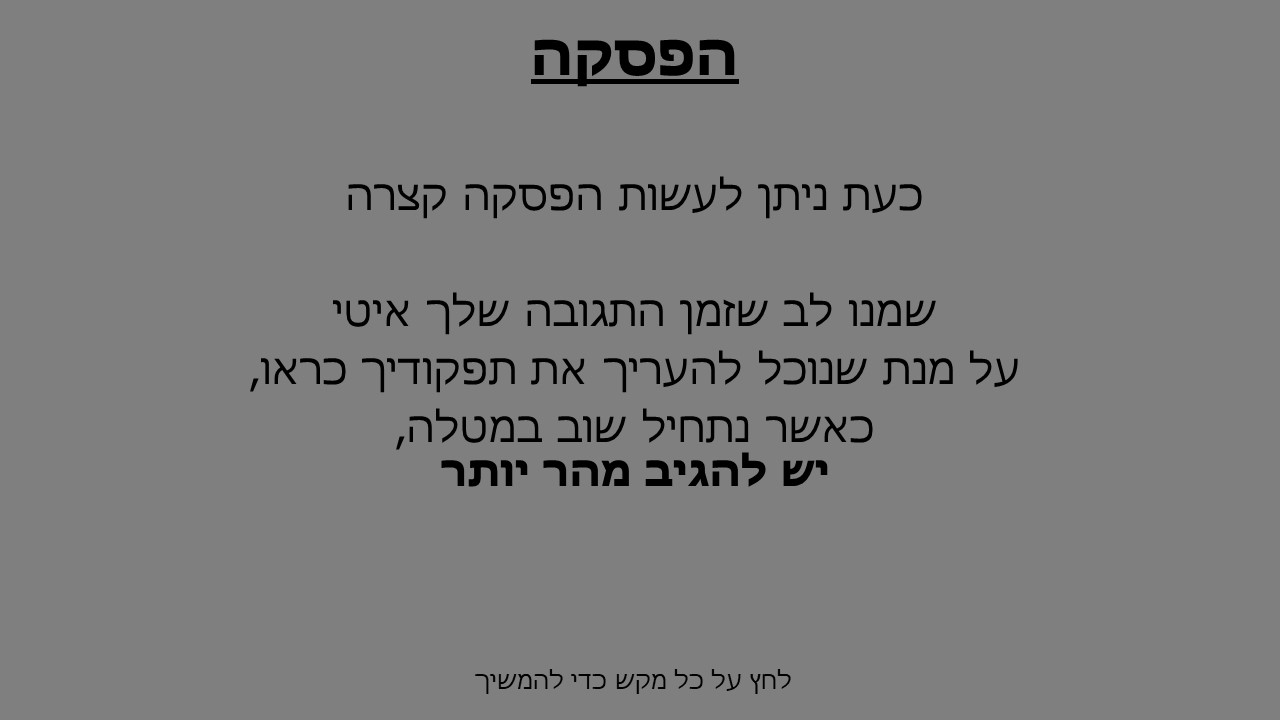 הפסקה
כעת ניתן לעשות הפסקה קצרה
שמנו לב שזמן התגובה שלך איטי
על מנת שנוכל להעריך את תפקודיך כראו,
כאשר נתחיל שוב במטלה,
יש להגיב מהר יותר
לחץ על כל מקש כדי להמשיך